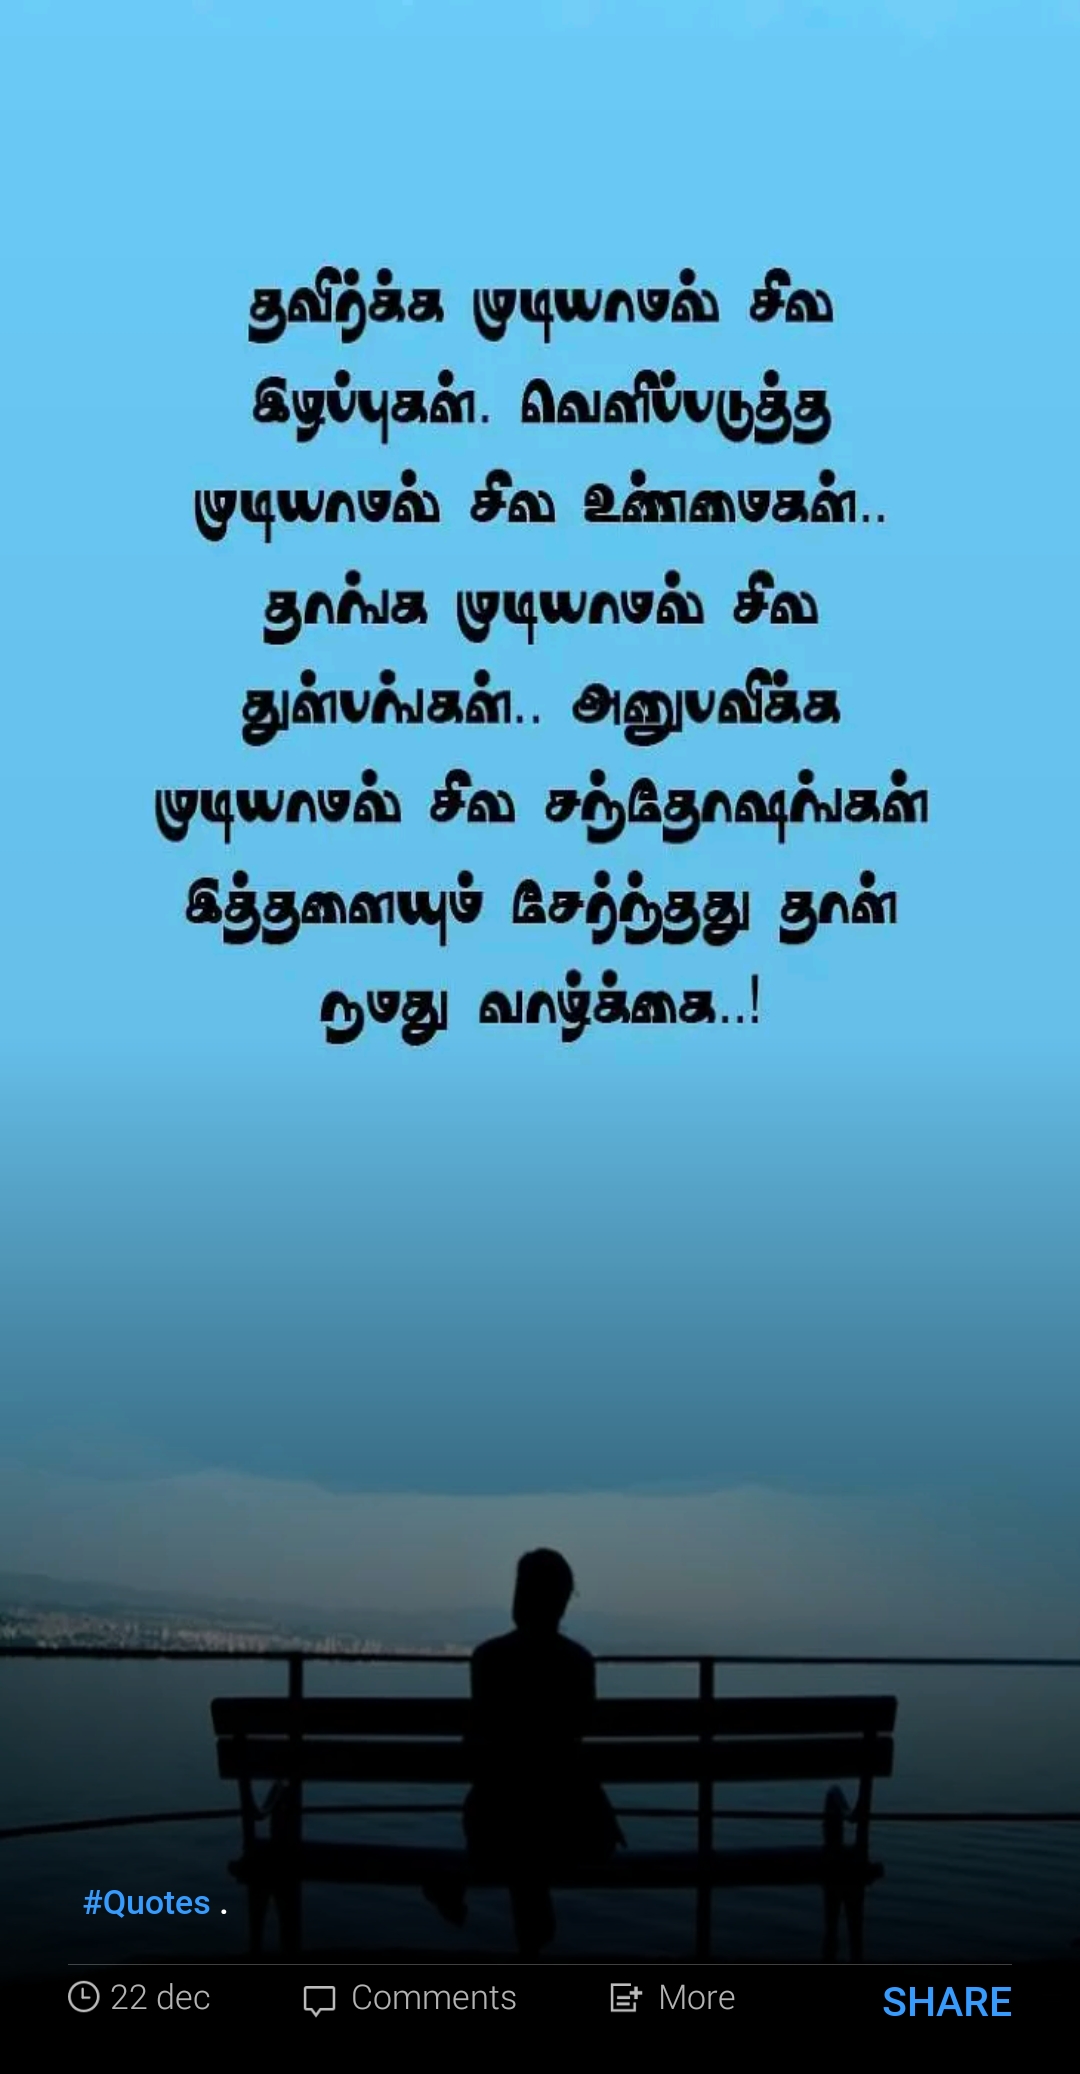 தவிர்க்க முடியாமல் சில
இழப்புகள். வெளிப்படுத்த
முடியாமல் சில உண்மைகள்..
தாங்க முடியாமல் சில
துன்பங்கள்.. அனுபவிக்க
முடியாமல் சில சந்தோஷங்கள்
இத்தனையும் சேர்ந்தது தான்
நமது வாழ்க்கை..!
#Quotes .
22 dec
Comments
More
SHARE